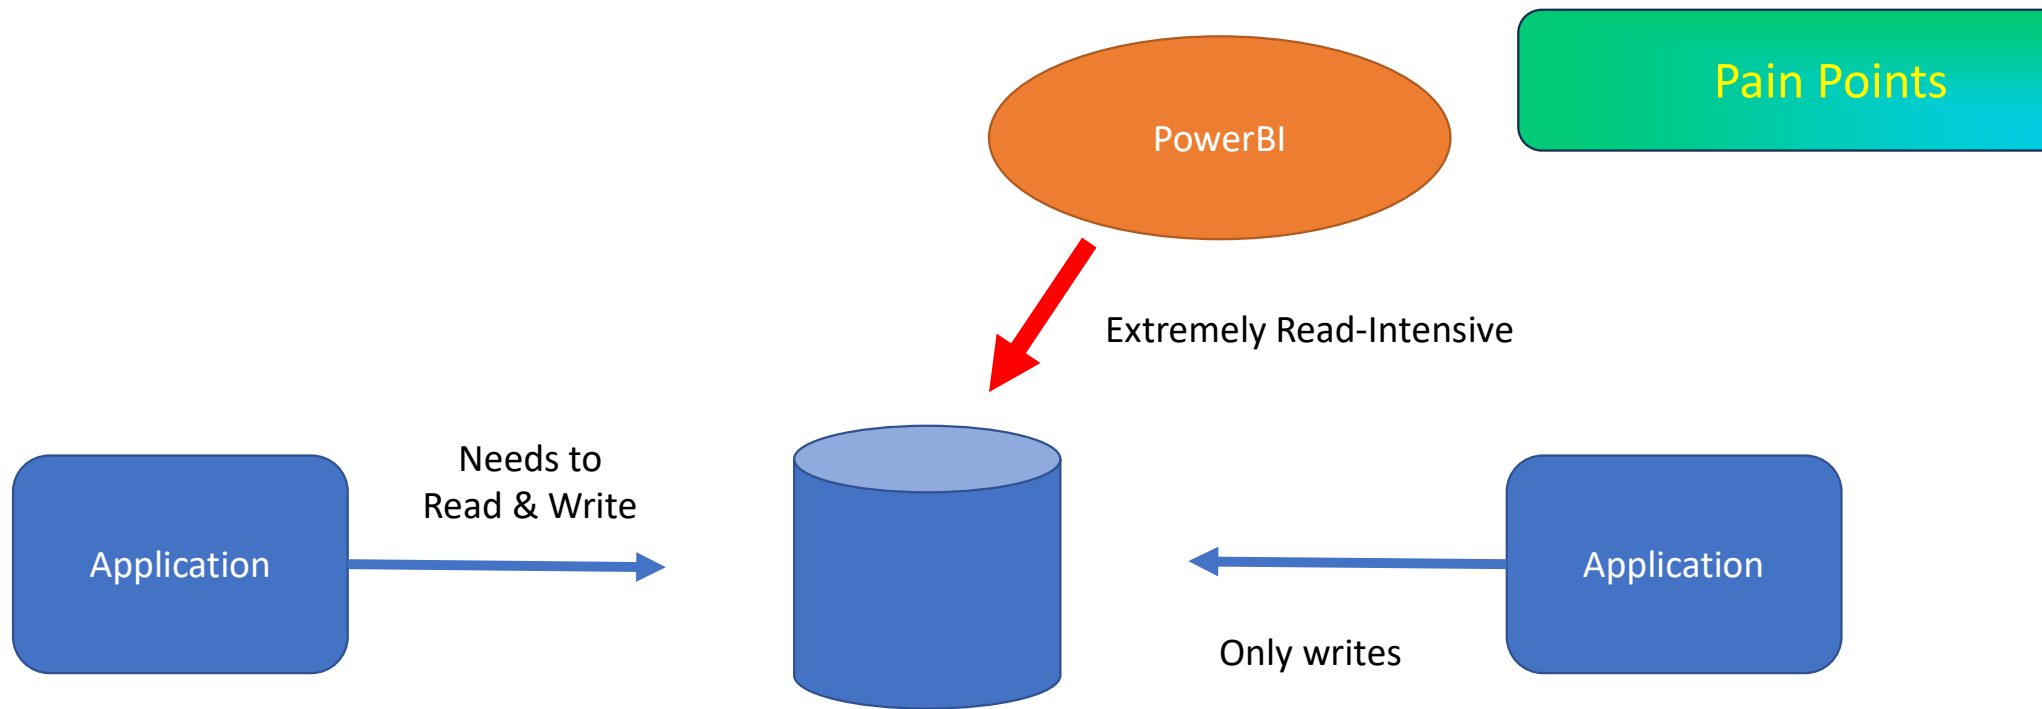 Pain Points
PowerBI
Extremely Read-Intensive
Needs to
Read & Write
Application
Application
Only writes